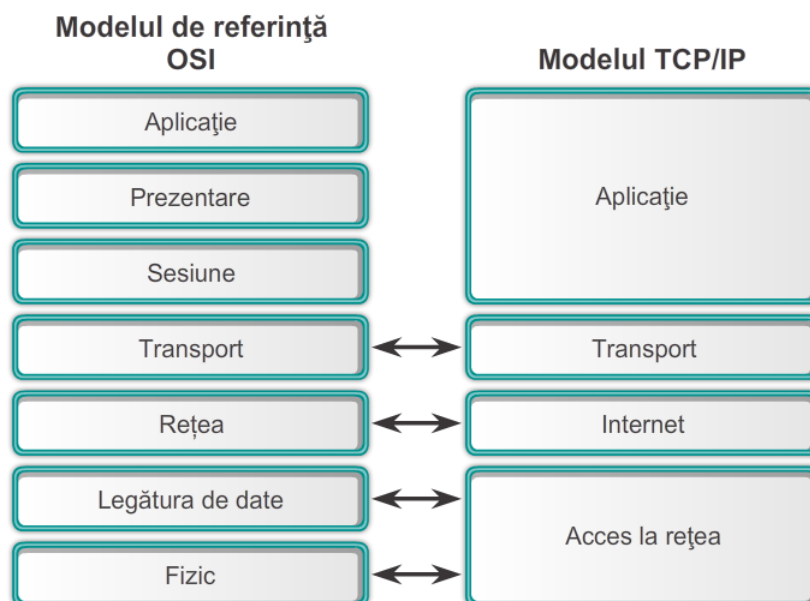 Modelul de referinţă
OSI
Aplicaţie
Prezentare
Sesiune
Transport
Rețea
Legătura de date
Fizic
Modelul TCP/IP
Aplicaţie
Transport
Internet
Acces la reţea